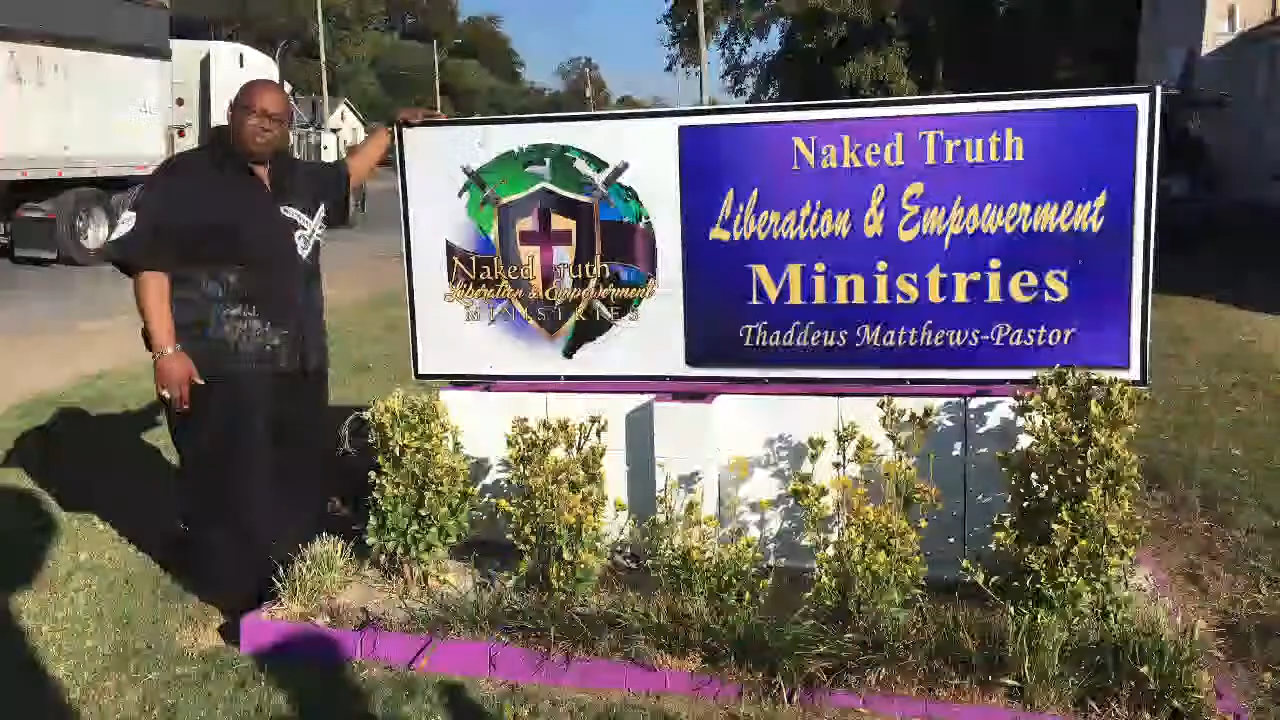 Naked Truth
Liberation & Empowerment
MINISTRIES
Naked Truth
Liberation & Empowerment
Ministries
Thaddeus Matthews-Pastor